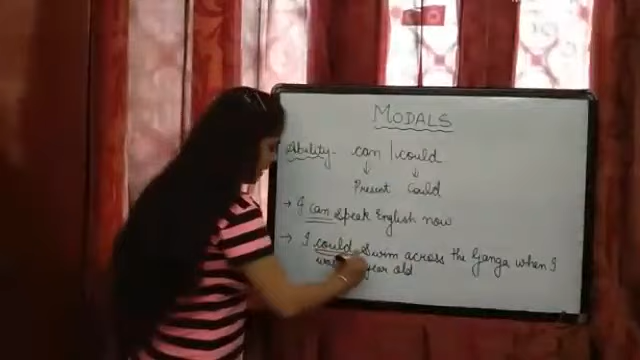 MODALS
Ability - can | could
Present Could
→ I can speak English now
→ I could swim across the Ganga when I
year old